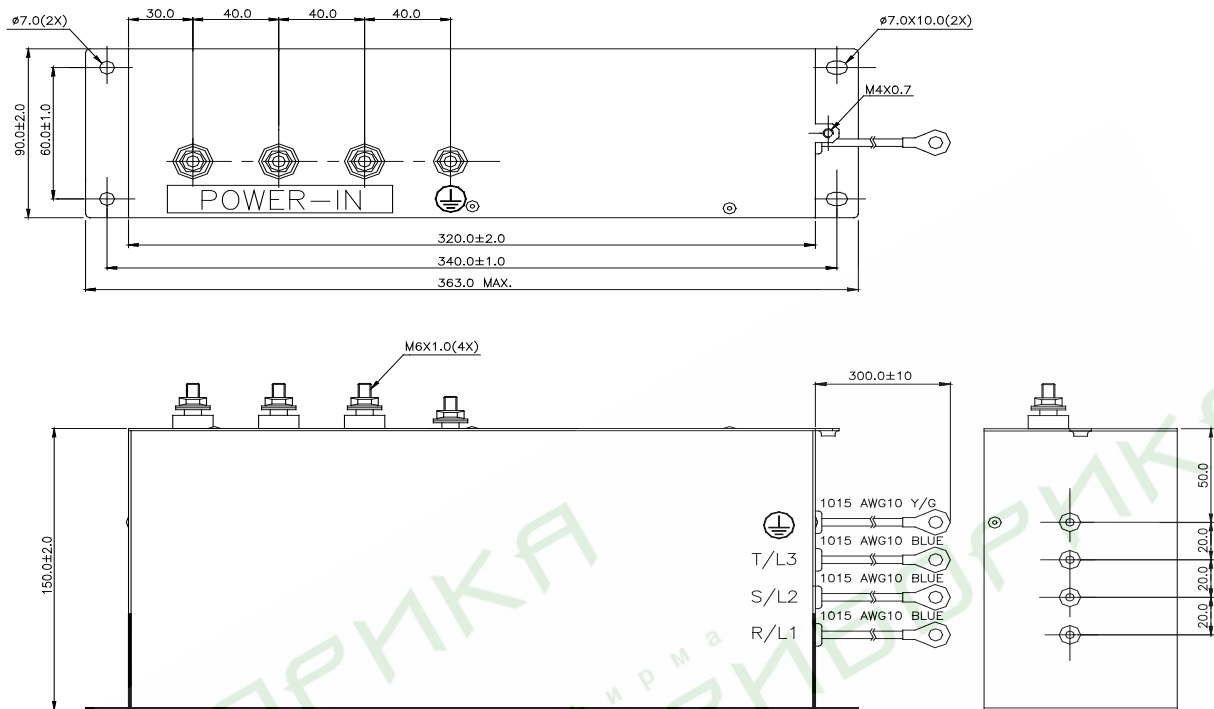 30.0
40.0
40.0
40.0
ø7.0(2X)
ø7.0X10.0(2X)
M4X0.7
90.0±2.0
60.0±1.0
POWER-IN
320.0±2.0
340.0±1.0
363.0 MAX.
M6X1.0(4X)
300.0±10
150.0±2.0
1015 AWG10 Y/G
T/L3
1015 AWG10 BLUE
S/L2
1015 AWG10 BLUE
R/L1
1015 AWG10 BLUE
50.0
20.0
20.0
20.0